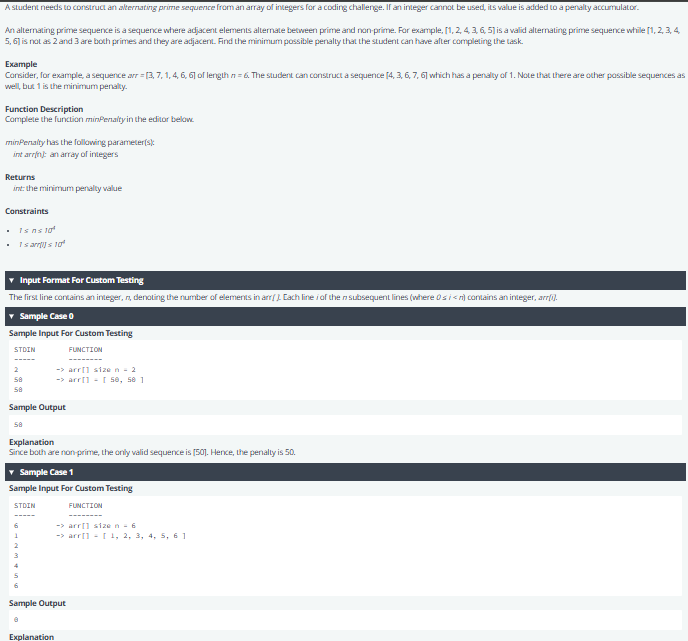 A student needs to construct an alternating prime sequence from an array of integers for a coding challenge. If an integer cannot be used, its value is added to a penalty accumulator.
An alternating prime sequence is a sequence where adjacent elements alternate between prime and non-prime. For example, [1, 2, 4, 3, 6, 5] is a valid alternating prime sequence while [1, 2, 3, 4,
5, 6] is not as 2 and 3 are both primes and they are adjacent. Find the minimum possible penalty that the student can have after completing the task.
Example
Consider, for example, a sequence arr = [3, 7, 1, 4, 6, 6] of length n = 6. The student can construct a sequence [4, 3, 6, 7, 6] which has a penalty of 1. Note that there are other possible sequences as
well, but 1 is the minimum penalty.
Function Description
Complete the function minPenalty in the editor below.
minPenalty has the following parameter(s):
int arr[n]: an array of integers
Returns
int: the minimum penalty value
Constraints
• 1 ≤ n ≤ 10⁴
• 1 ≤ arr[i] ≤ 10⁴
▼ Input Format For Custom Testing
The first line contains an integer, n, denoting the number of elements in arr[ ]. Each line i of the n subsequent lines (where 0 ≤ i < n) contains an integer, arr[i].
▼ Sample Case 0
Sample Input For Custom Testing
STDIN FUNCTION
----- --------
2 -> arr[] size n = 2
50 -> arr[] = [ 50, 50 ]
50
Sample Output
50
Explanation
Since both are non-prime, the only valid sequence is [50]. Hence, the penalty is 50.
▼ Sample Case 1
Sample Input For Custom Testing
STDIN FUNCTION
----- --------
6 -> arr[] size n = 6
1 -> arr[] = [ 1, 2, 3, 4, 5, 6 ]
2
3
4
5
6
Sample Output
0
Explanation